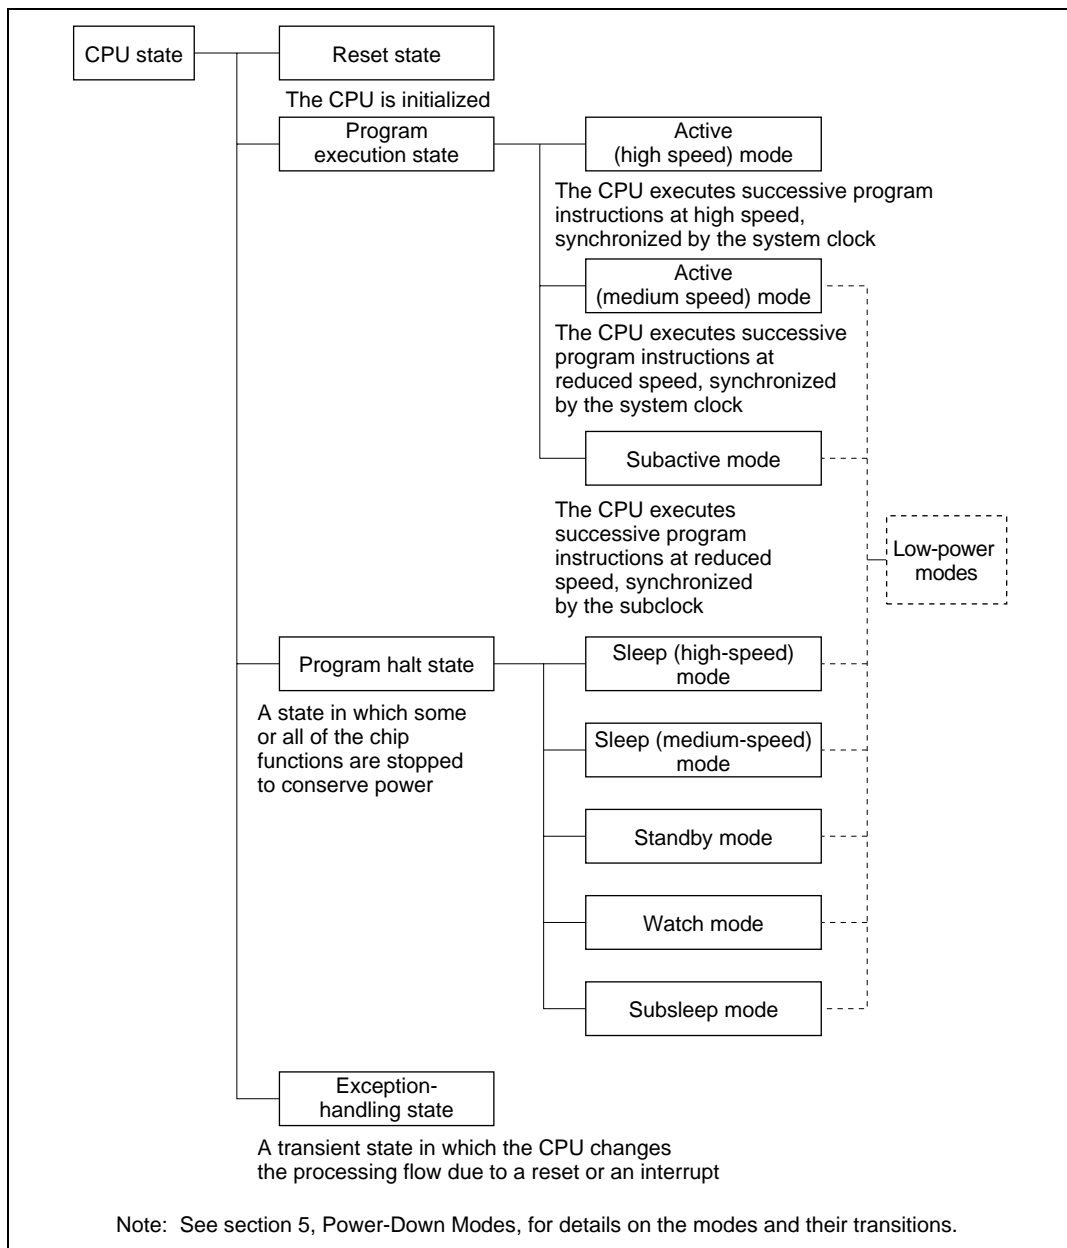 CPU state
Reset state
The CPU is initialized
Program
execution state
Active
(high speed) mode
The CPU executes successive program
instructions at high speed,
synchronized by the system clock
Active
(medium speed) mode
The CPU executes successive
program instructions at
reduced speed, synchronized
by the system clock
Subactive mode
The CPU executes
successive program
instructions at reduced
speed, synchronized
by the subclock
Low-power
modes
Program halt state
A state in which some
or all of the chip
functions are stopped
to conserve power
Sleep (high-speed)
mode
Sleep (medium-speed)
mode
Standby mode
Watch mode
Subsleep mode
Exception-
handling state
A transient state in which the CPU changes
the processing flow due to a reset or an interrupt
Note: See section 5, Power-Down Modes, for details on the modes and their transitions.